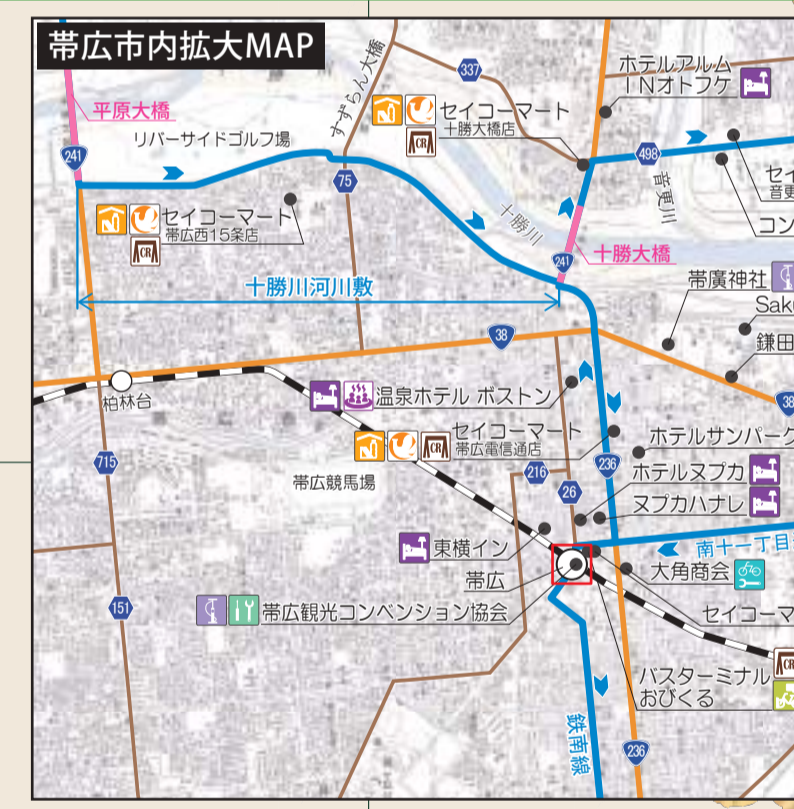 帯広市内拡大MAP
平原大橋
すずらん大橋
337
ホテルアルム
INオトフケ
リバーサイドゴルフ場
セイコーマート
十勝大橋店
241
498
音更川
75
セイ
音更
コン
セイコーマート
帯広西15条店
十勝川
241
十勝大橋
十勝川河川敷
帯廣神社
Sak
鎌田
38
38
柏林台
温泉ホテル ボストン
セイコーマート
帯広電信通店
ホテルサンパーク
715
216
236
ホテルヌプカ
帯広競馬場
26
ヌプカハナレ
東横イン
南十一丁目
帯広
大角商会
151
帯広観光コンベンション協会
セイコーマ
バスターミナル
おびくる
鉄南線
236